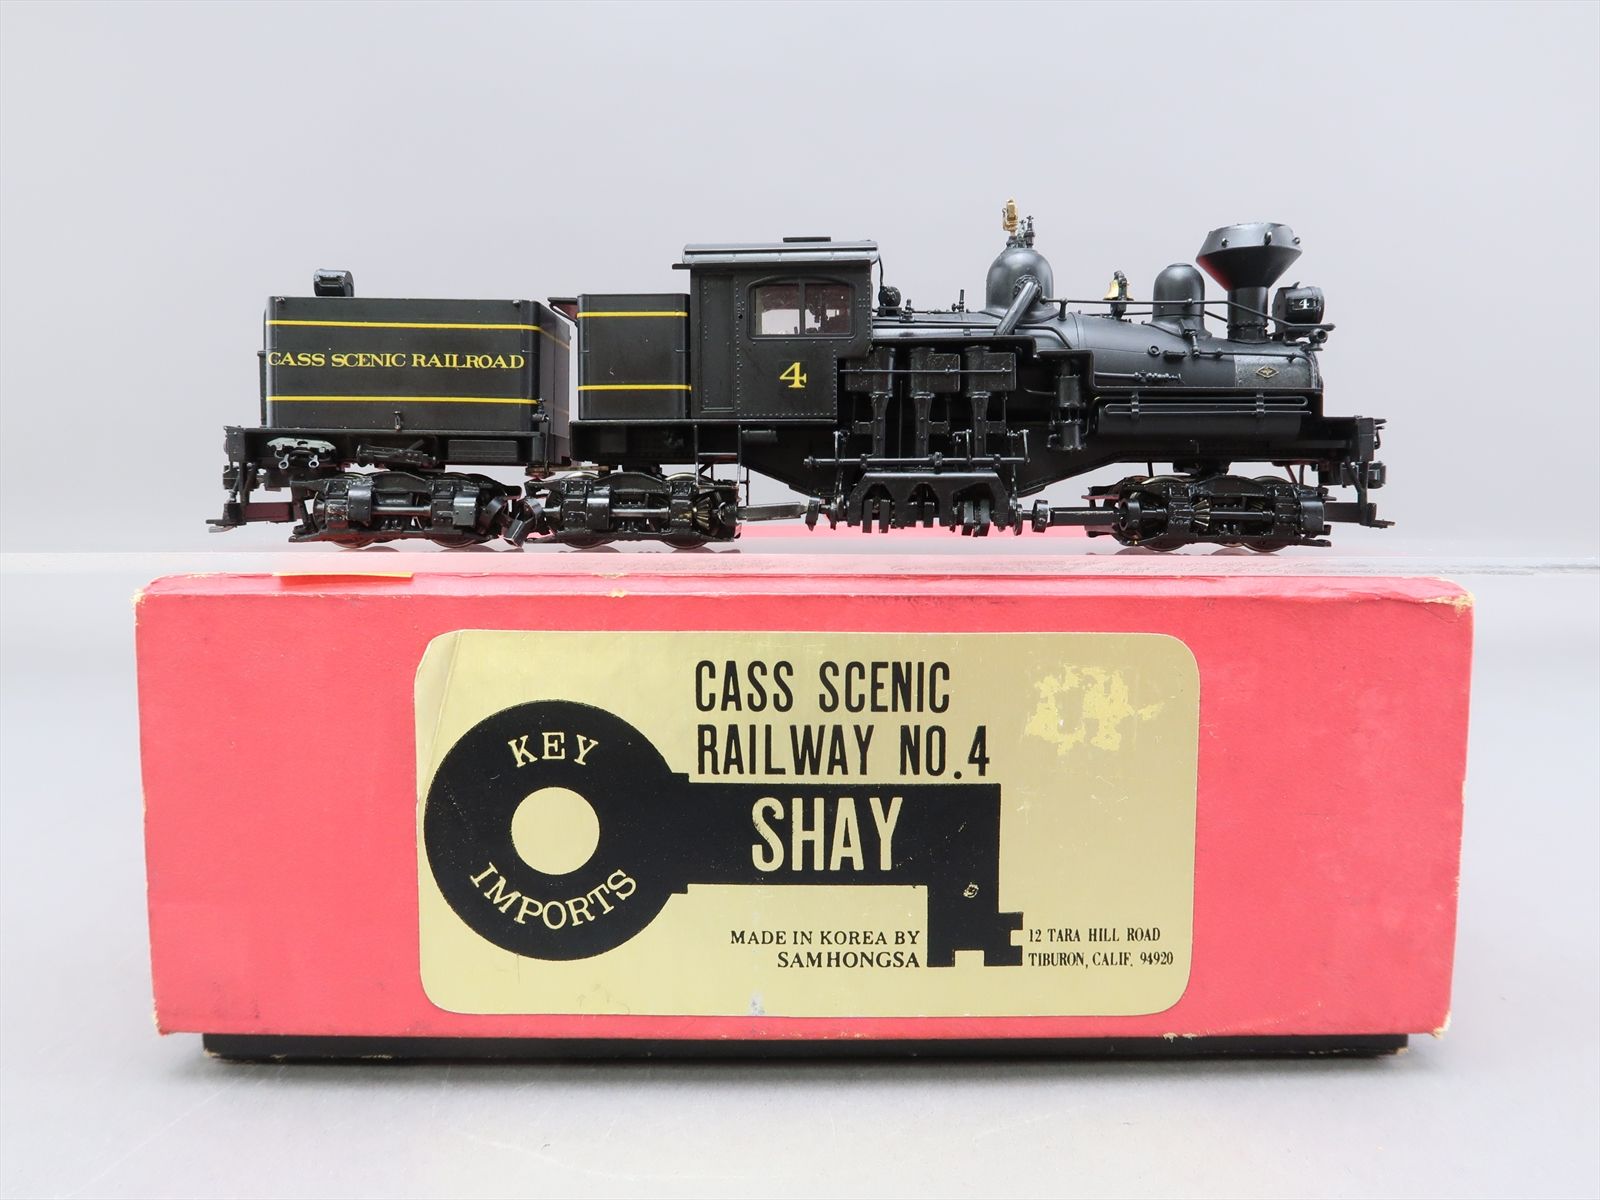 CASS SCENIC RAILROAD
4
4
CASS SCENIC
RAILWAY NO.4
SHAY
KEY
IMPORTS
MADE IN KOREA BY
SAMHONGSA
12 TARA HILL ROAD
TIBURON, CALIF. 94920